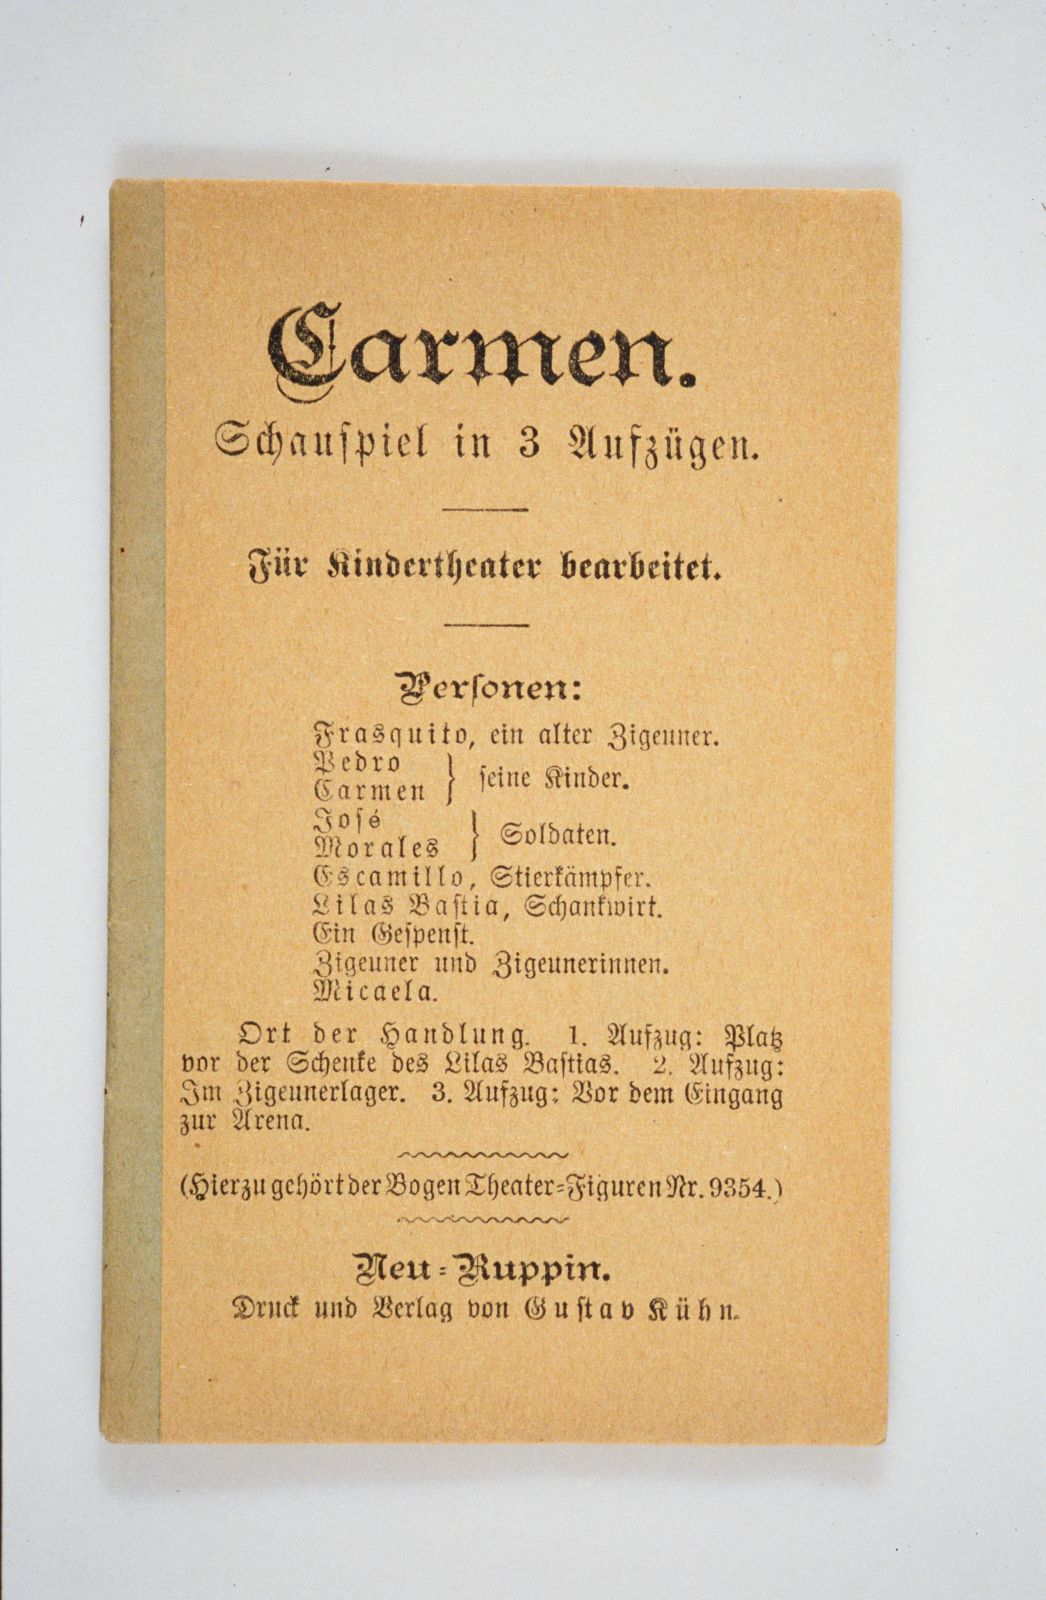 Carmen.
Schauspiel in 3 Aufzügen.
Für Kindertheater bearbeitet.
Personen:
Frasquito, ein alter Zigeuner.
Pedro
Carmen } seine Kinder.
José
Morales } Soldaten.
Escamillo, Stierkämpfer.
Lilas Bastia, Schankwirt.
Ein Gespenst.
Zigeuner und Zigeunerinnen.
Micaela.
Ort der Handlung. 1. Aufzug: Platz
vor der Schenke des Lilas Bastias. 2. Aufzug:
Im Zigeunerlager. 3. Aufzug: Vor dem Eingang
zur Arena.
(Hierzu gehört der Bogen Theater-Figuren Nr. 9354.)
Neu-Ruppin.
Druck und Verlag von Gustav Kühn.